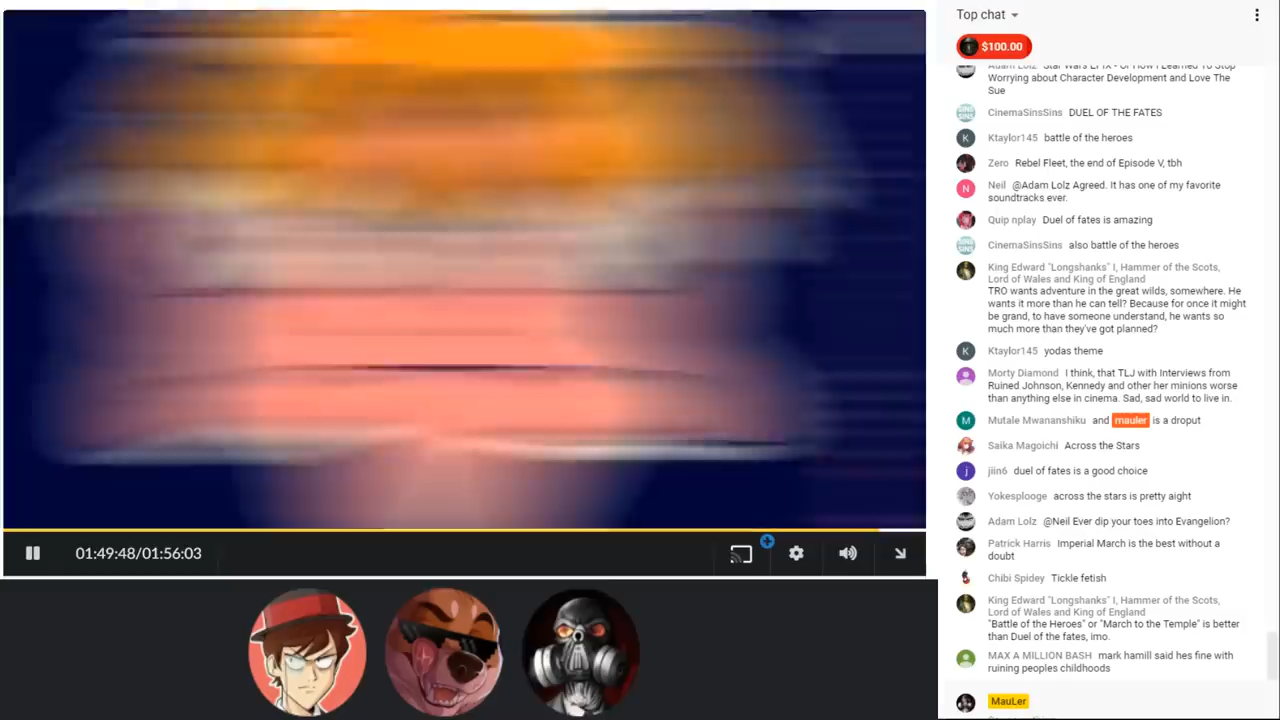 Top chat
$100.00
Adam Lolz Star Wars EP IX - Or How I Learned To Stop
Worrying about Character Development and Love The
Sue
CinemaSinsSins DUEL OF THE FATES
Ktaylor145 battle of the heroes
Zero Rebel Fleet, the end of Episode V, tbh
Neil @Adam Lolz Agreed. It has one of my favorite
soundtracks ever.
Quip nplay Duel of fates is amazing
CinemaSinsSins also battle of the heroes
King Edward "Longshanks" I, Hammer of the Scots,
Lord of Wales and King of England
TRO wants adventure in the great wilds, somewhere. He
wants it more than he can tell? Because for once it might
be grand, to have someone understand, he wants so
much more than they've got planned?
Ktaylor145 yodas theme
Morty Diamond I think, that TLJ with Interviews from
Ruined Johnson, Kennedy and other her minions worse
than anything else in cinema. Sad, sad world to live in.
Mutale Mwananshiku and mauler is a droput
Saika Magoichi Across the Stars
jiin6 duel of fates is a good choice
Yokesplooge across the stars is pretty aight
Adam Lolz @Neil Ever dip your toes into Evangelion?
Patrick Harris Imperial March is the best without a
doubt
Chibi Spidey Tickle fetish
King Edward "Longshanks" I, Hammer of the Scots,
Lord of Wales and King of England
"Battle of the Heroes" or "March to the Temple" is better
than Duel of the fates, imo.
MAX A MILLION BASH mark hamill said hes fine with
ruining peoples childhoods
MauLer
01:49:48/01:56:03